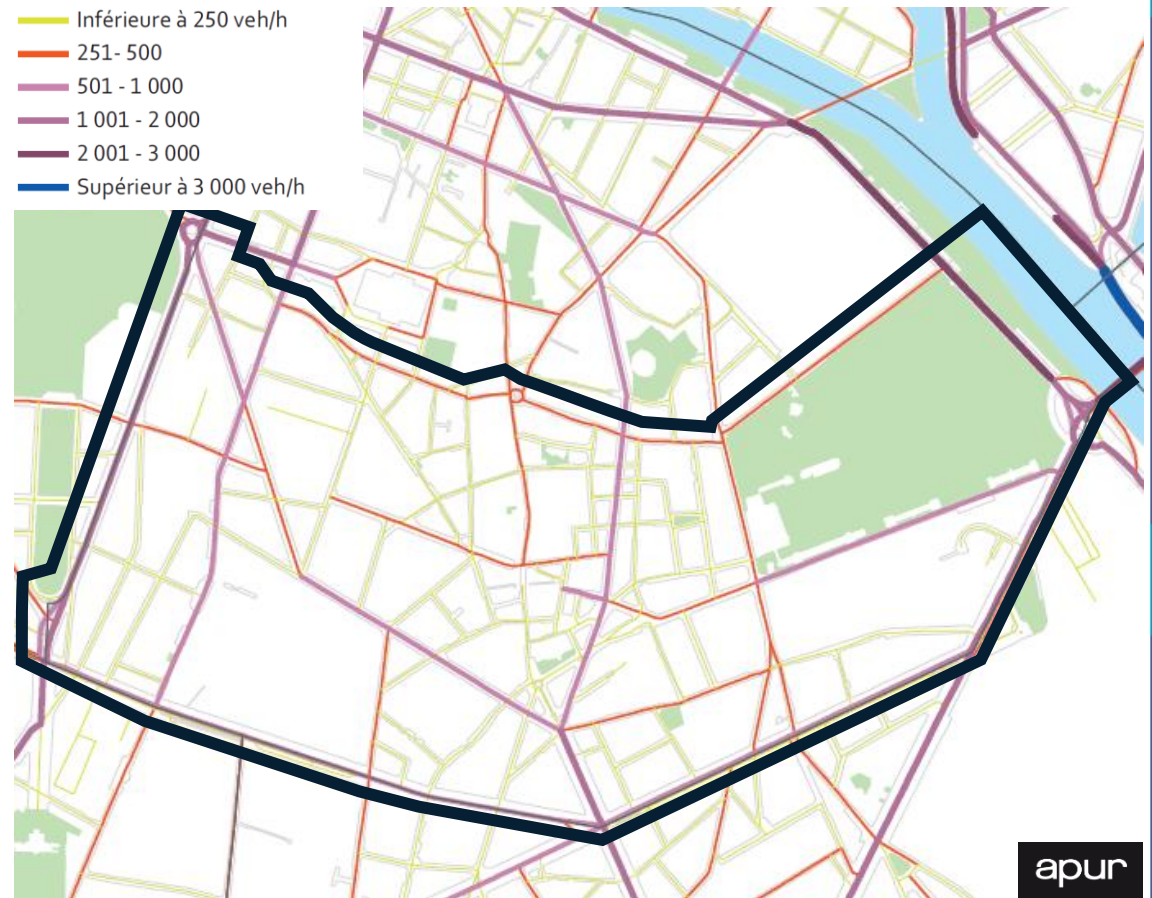 Inférieure à 250 veh/h
251- 500
501 - 1 000
1 001 - 2 000
2 001 - 3 000
Supérieur à 3 000 veh/h
apur